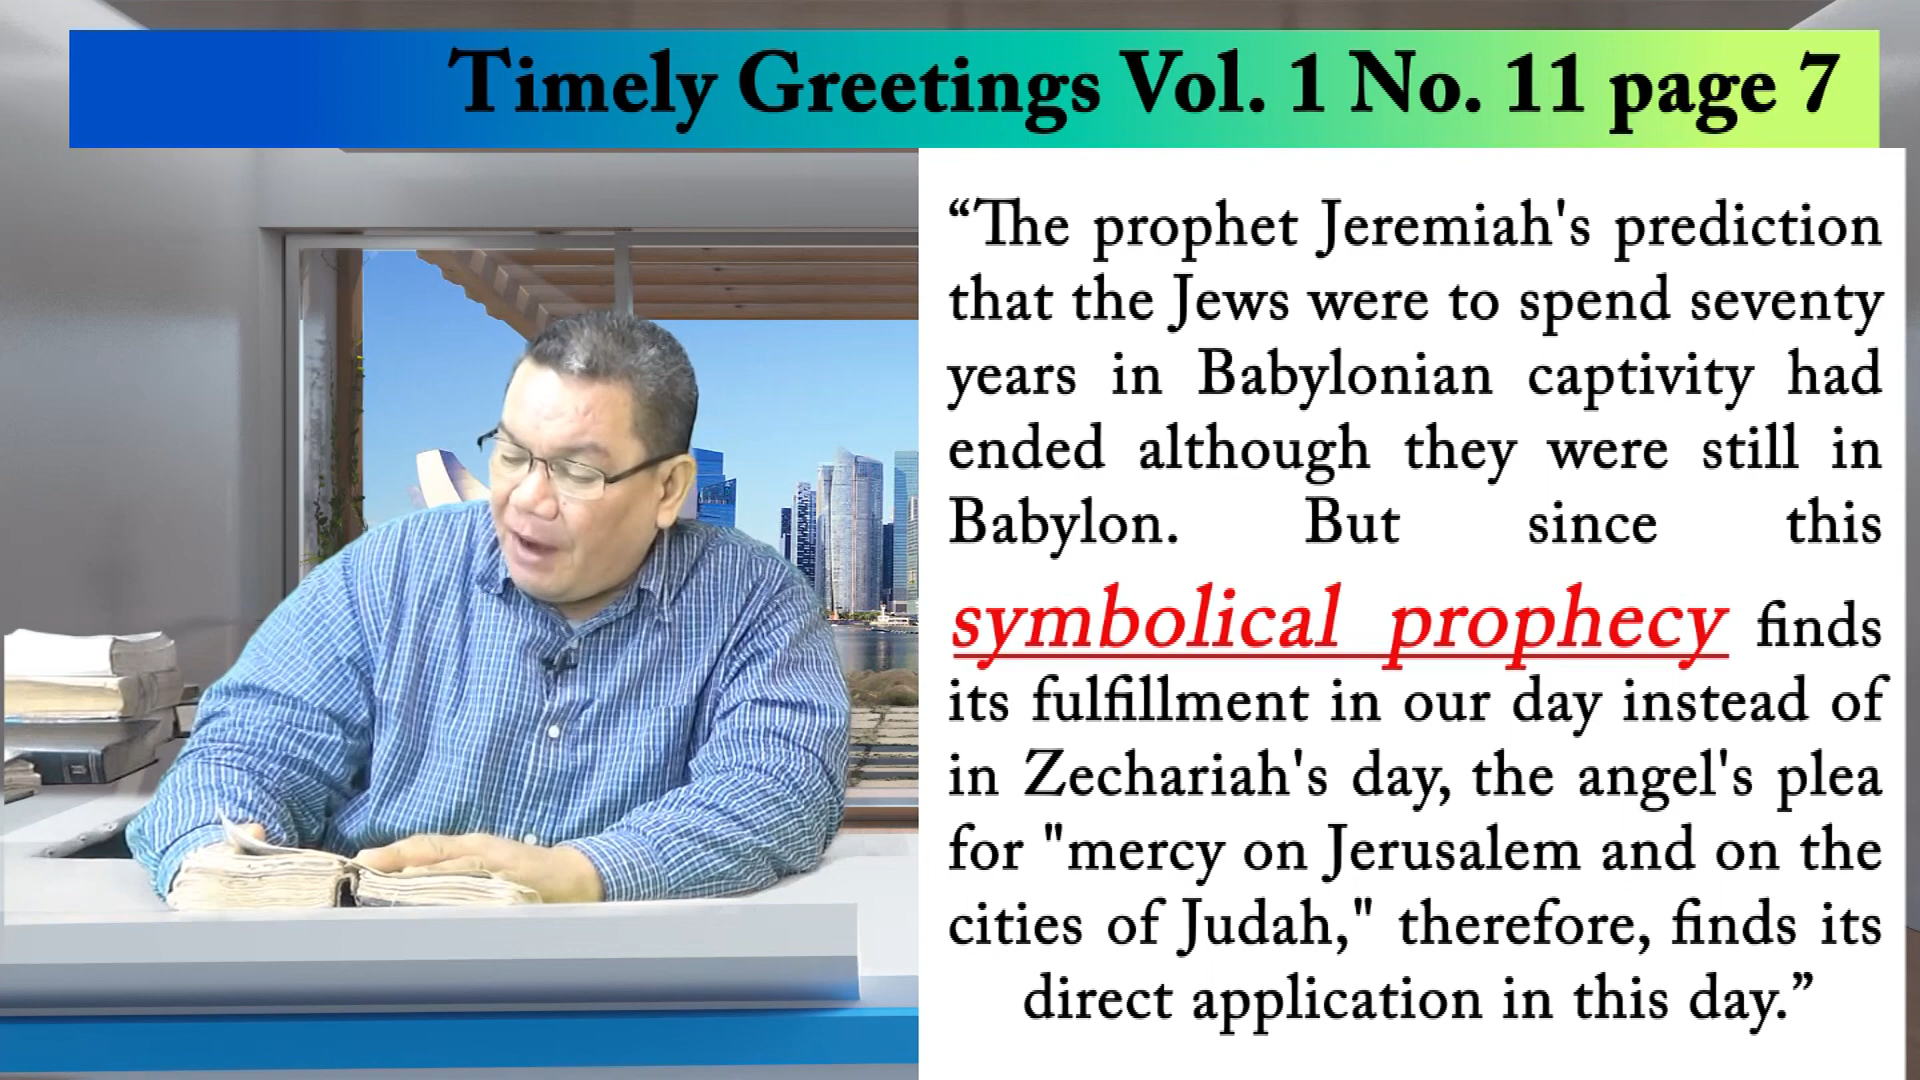 Timely Greetings Vol. 1 No. 11 page 7
“The prophet Jeremiah's prediction
that the Jews were to spend seventy
years in Babylonian captivity had
ended although they were still in
Babylon. But since this
symbolical prophecy finds
its fulfillment in our day instead of
in Zechariah's day, the angel's plea
for "mercy on Jerusalem and on the
cities of Judah," therefore, finds its
direct application in this day.”